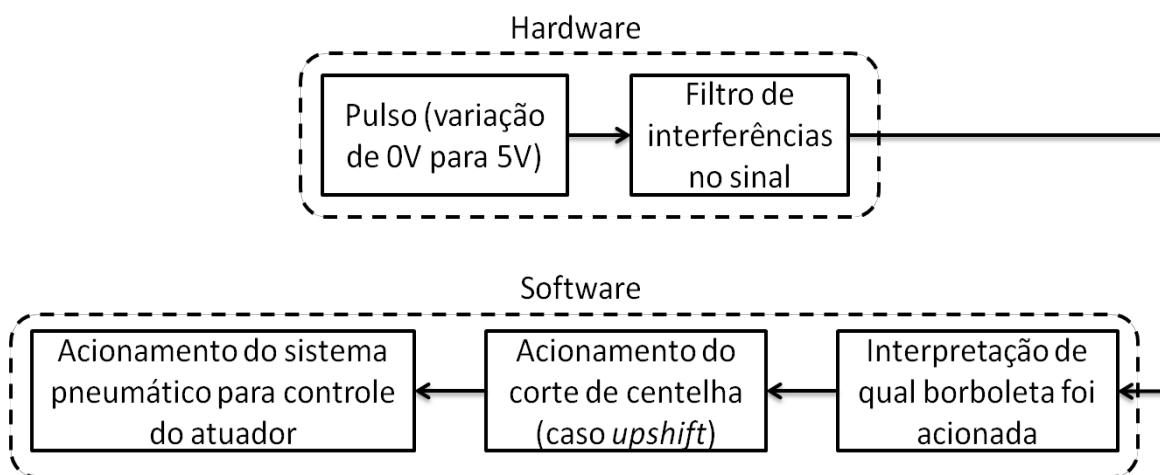 Hardware
Pulso (variação
de 0V para 5V)
Filtro de
interferências
no sinal
Software
Acionamento do sistema
pneumático para controle
do atuador
Acionamento do
corte de centelha
(caso upshift)
Interpretação de
qual borboleta foi
acionada